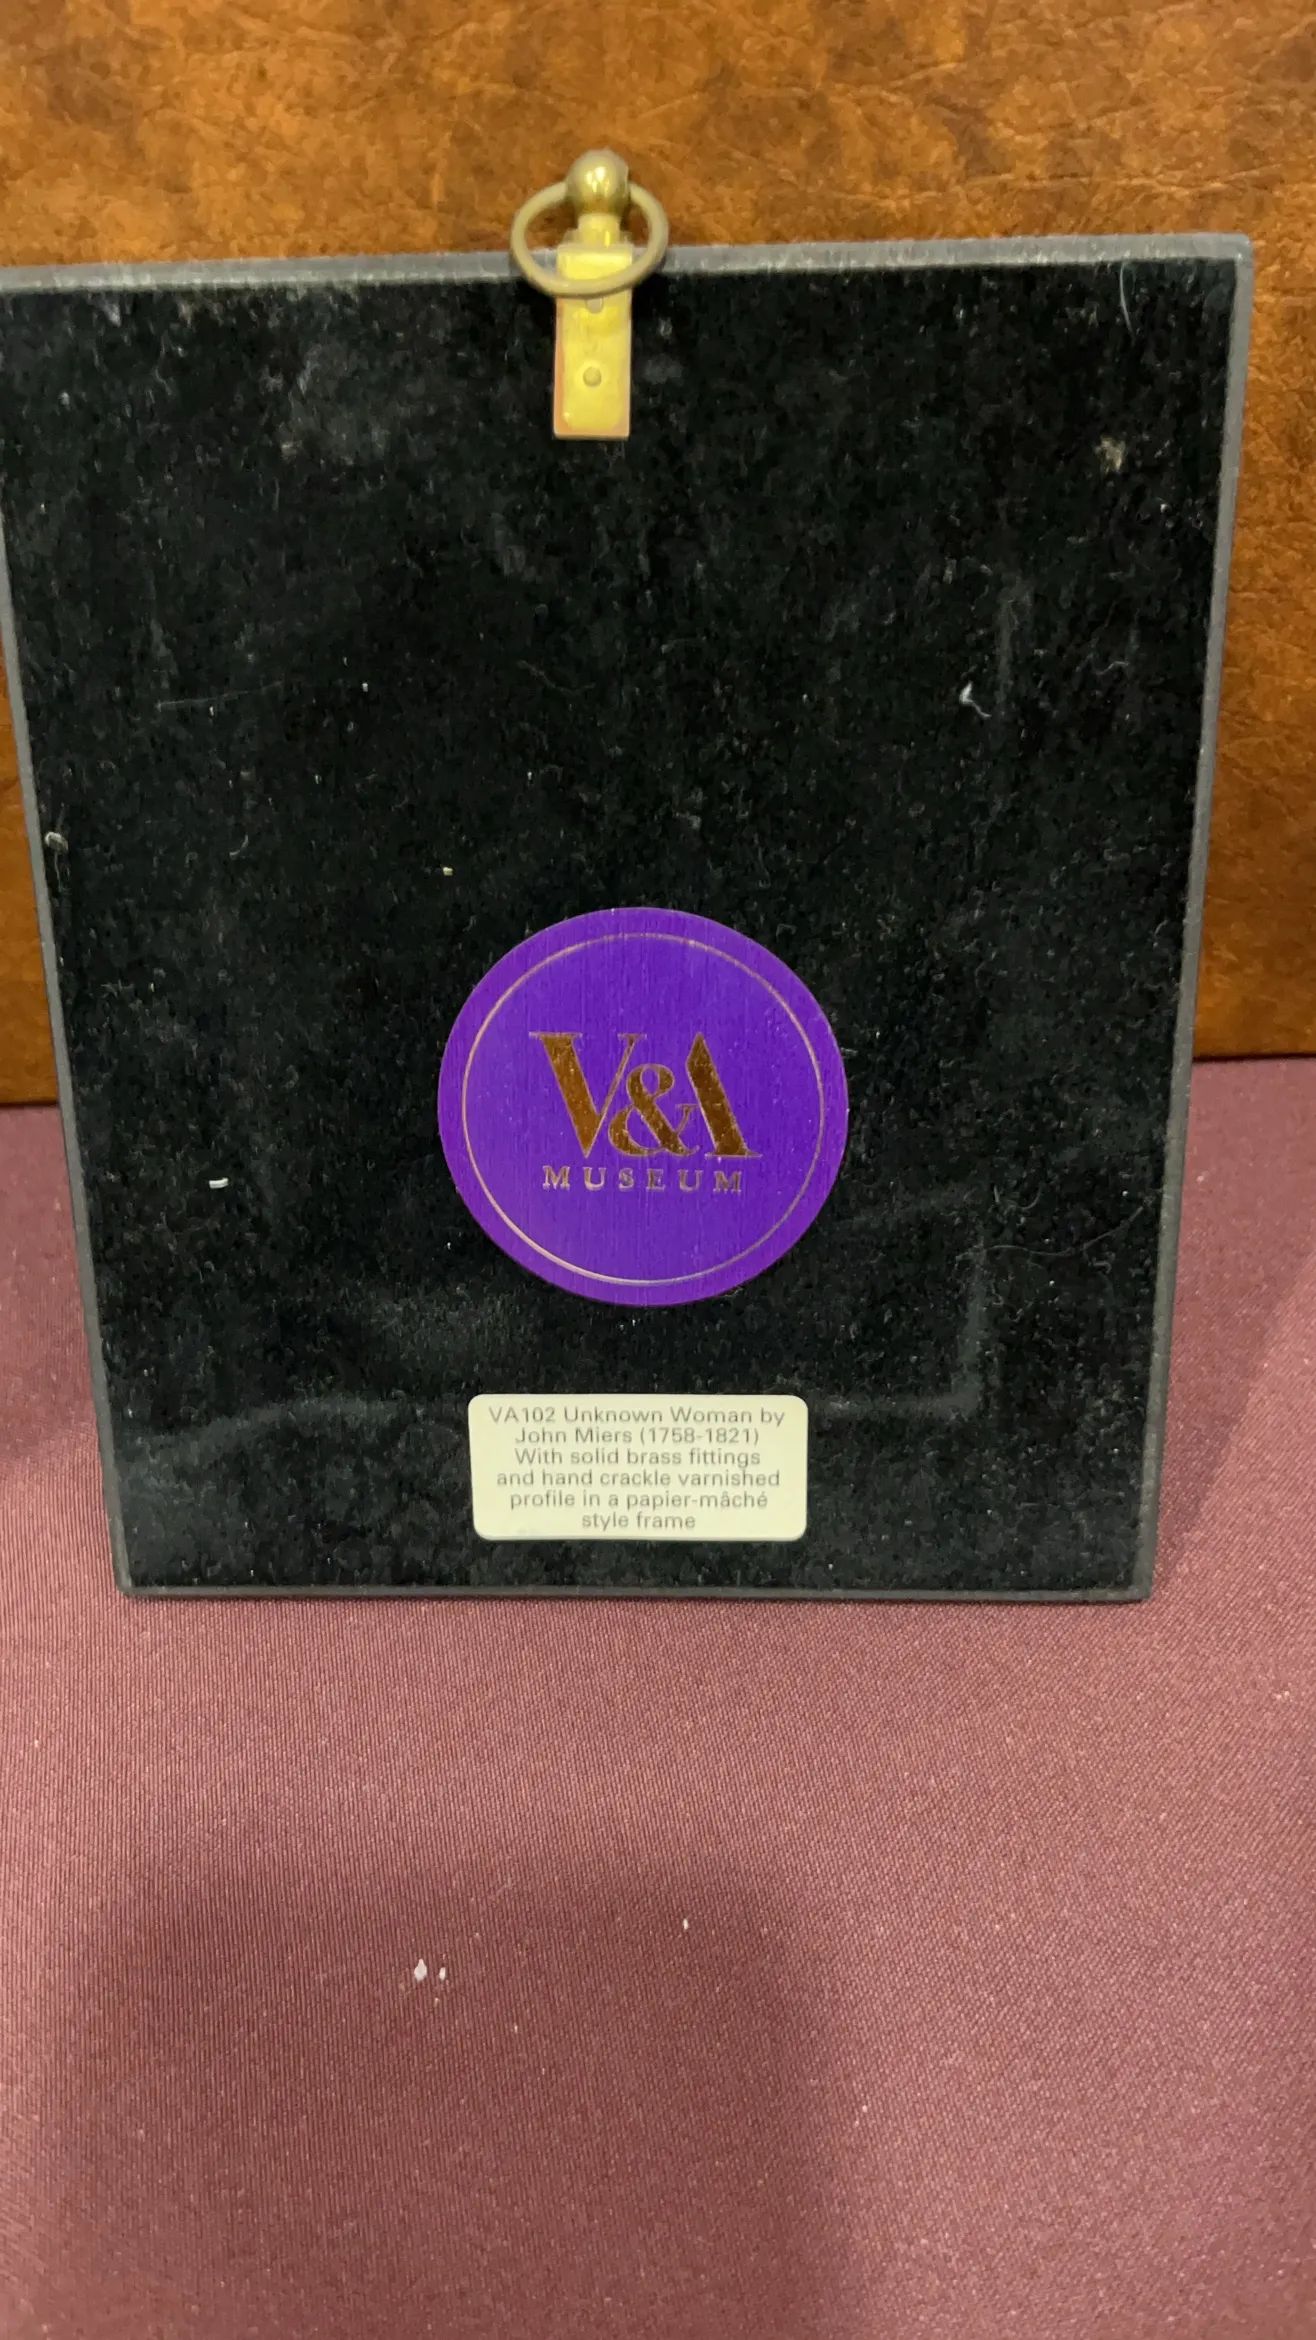 V&A
MUSEUM
VA102 Unknown Woman by
John Miers (1758-1821)
With solid brass fittings
and hand crackle varnished
profile in a papier-mâché
style frame